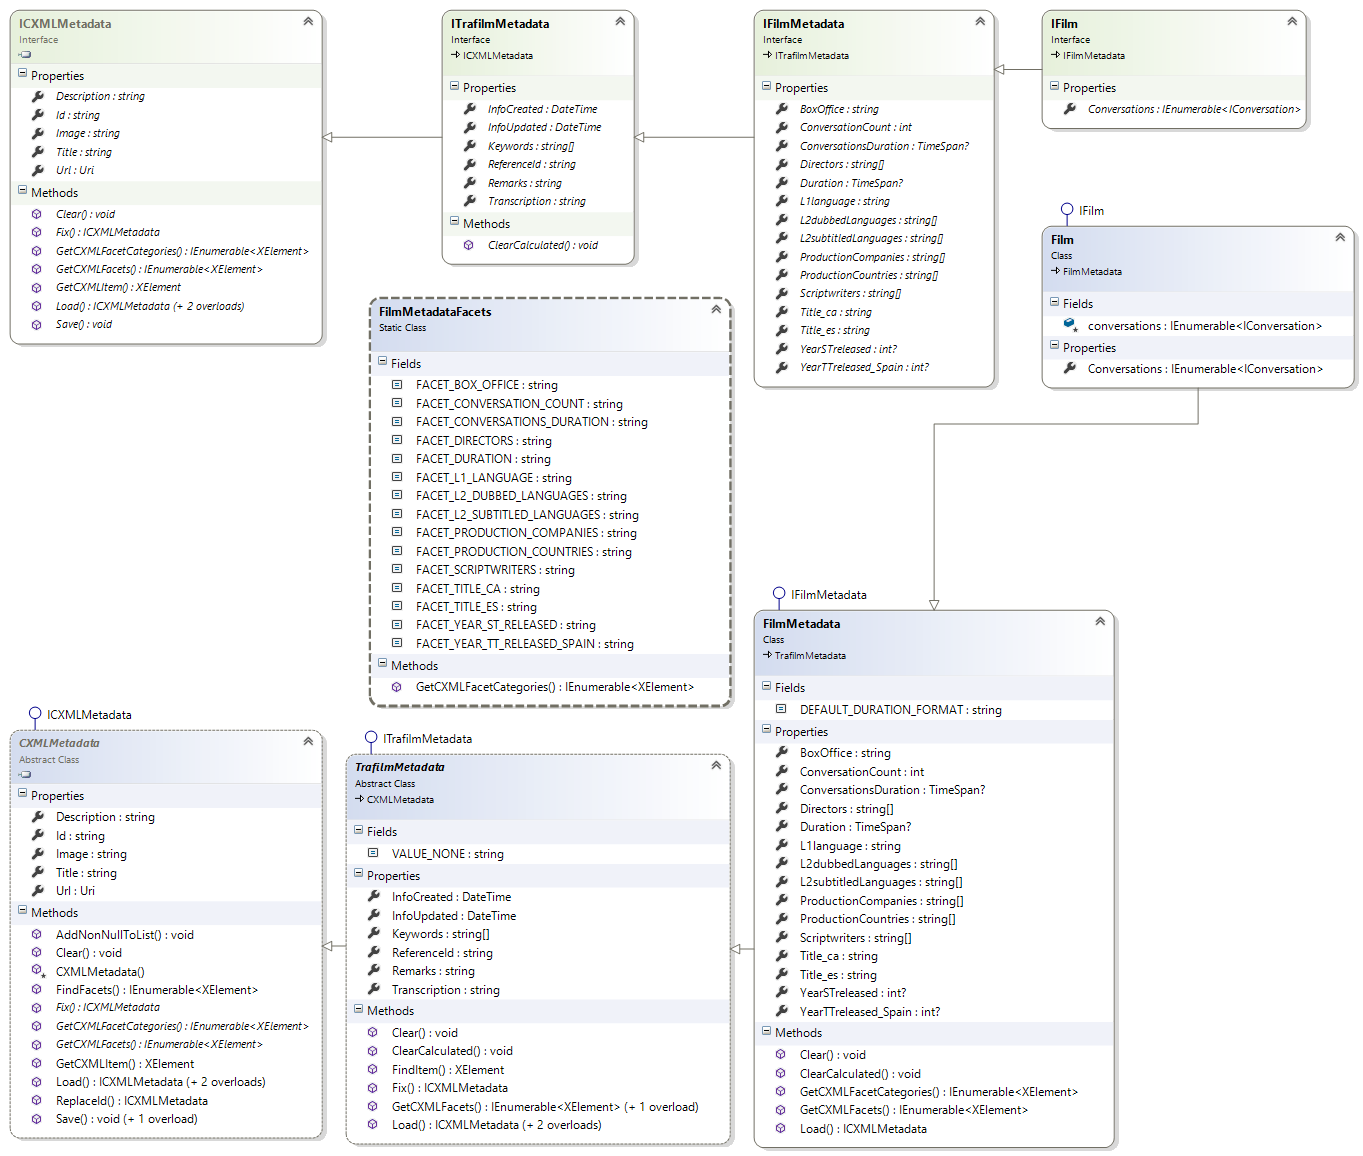 ICXMLMetadata
Interface
Properties
Description : string
Id : string
Image : string
Title : string
Url : Uri
Methods
Clear() : void
Fix() : ICXMLMetadata
GetCXMLFacetCategories() : IEnumerable<XElement>
GetCXMLFacets() : IEnumerable<XElement>
GetCXMLItem() : XElement
Load() : ICXMLMetadata (+ 2 overloads)
Save() : void
ITrafilmMetadata
Interface
ICXMLMetadata
Properties
InfoCreated : DateTime
InfoUpdated : DateTime
Keywords : string[]
ReferenceId : string
Remarks : string
Transcription : string
Methods
ClearCalculated() : void
IFilmMetadata
Interface
ITrafilmMetadata
Properties
BoxOffice : string
ConversationCount : int
ConversationsDuration : TimeSpan?
Directors : string[]
Duration : TimeSpan?
L1language : string
L2dubbedLanguages : string[]
L2subtitledLanguages : string[]
ProductionCompanies : string[]
ProductionCountries : string[]
Scriptwriters : string[]
Title_ca : string
Title_es : string
YearSTreleased : int?
YearTTreleased_Spain : int?
IFilm
Interface
IFilmMetadata
Properties
Conversations : IEnumerable<IConversation>
IFilm
Film
Class
FilmMetadata
Fields
conversations : IEnumerable<IConversation>
Properties
Conversations : IEnumerable<IConversation>
FilmMetadataFacets
Static Class
Fields
FACET_BOX_OFFICE : string
FACET_CONVERSATION_COUNT : string
FACET_CONVERSATIONS_DURATION : string
FACET_DIRECTORS : string
FACET_DURATION : string
FACET_L1_LANGUAGE : string
FACET_L2_DUBBED_LANGUAGES : string
FACET_L2_SUBTITLED_LANGUAGES : string
FACET_PRODUCTION_COMPANIES : string
FACET_PRODUCTION_COUNTRIES : string
FACET_SCRIPTWRITERS : string
FACET_TITLE_CA : string
FACET_TITLE_ES : string
FACET_YEAR_ST_RELEASED : string
FACET_YEAR_TT_RELEASED_SPAIN : string
Methods
GetCXMLFacetCategories() : IEnumerable<XElement>
ICXMLMetadata
CXMLMetadata
Abstract Class
Properties
Description : string
Id : string
Image : string
Title : string
Url : Uri
Methods
AddNonNullToList() : void
Clear() : void
CXMLMetadata()
FindFacets() : IEnumerable<XElement>
Fix() : ICXMLMetadata
GetCXMLFacetCategories() : IEnumerable<XElement>
GetCXMLFacets() : IEnumerable<XElement>
GetCXMLItem() : XElement
Load() : ICXMLMetadata (+ 2 overloads)
ReplaceId() : ICXMLMetadata
Save() : void (+ 1 overload)
ITrafilmMetadata
TrafilmMetadata
Abstract Class
CXMLMetadata
Fields
VALUE_NONE : string
Properties
InfoCreated : DateTime
InfoUpdated : DateTime
Keywords : string[]
ReferenceId : string
Remarks : string
Transcription : string
Methods
Clear() : void
ClearCalculated() : void
FindItem() : XElement
Fix() : ICXMLMetadata
GetCXMLFacets() : IEnumerable<XElement> (+ 1 overload)
Load() : ICXMLMetadata (+ 2 overloads)
IFilmMetadata
FilmMetadata
Class
TrafilmMetadata
Fields
DEFAULT_DURATION_FORMAT : string
Properties
BoxOffice : string
ConversationCount : int
ConversationsDuration : TimeSpan?
Directors : string[]
Duration : TimeSpan?
L1language : string
L2dubbedLanguages : string[]
L2subtitledLanguages : string[]
ProductionCompanies : string[]
ProductionCountries : string[]
Scriptwriters : string[]
Title_ca : string
Title_es : string
YearSTreleased : int?
YearTTreleased_Spain : int?
Methods
Clear() : void
ClearCalculated() : void
GetCXMLFacetCategories() : IEnumerable<XElement>
GetCXMLFacets() : IEnumerable<XElement>
Load() : ICXMLMetadata